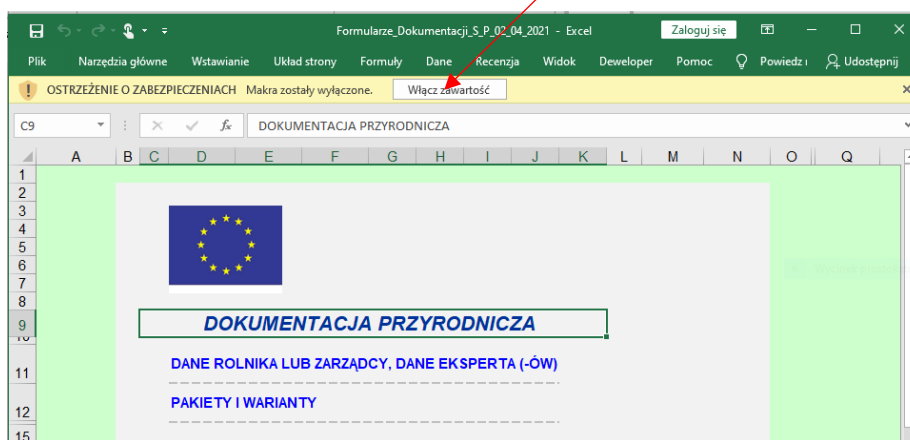 Formularze_Dokumentacji_S_P_02_04_2021 - Excel Zaloguj się
Plik Narzędzia główne Wstawianie Układ strony Formuły Dane Recenzja Widok Deweloper Pomoc Powiedz i Udostępnij
OSTRZEŻENIE O ZABEZPIECZENIACH Makra zostały wyłączone. Włącz zawartość
C9 fx DOKUMENTACJA PRZYRODNICZA
A B C D E F G H I J K L M N O Q
1
2
3
4
5
6
7
8
9 DOKUMENTACJA PRZYRODNICZA
10
11 DANE ROLNIKA LUB ZARZĄDCY, DANE EKSPERTA (-ÓW)
12 PAKIETY I WARIANTY
15